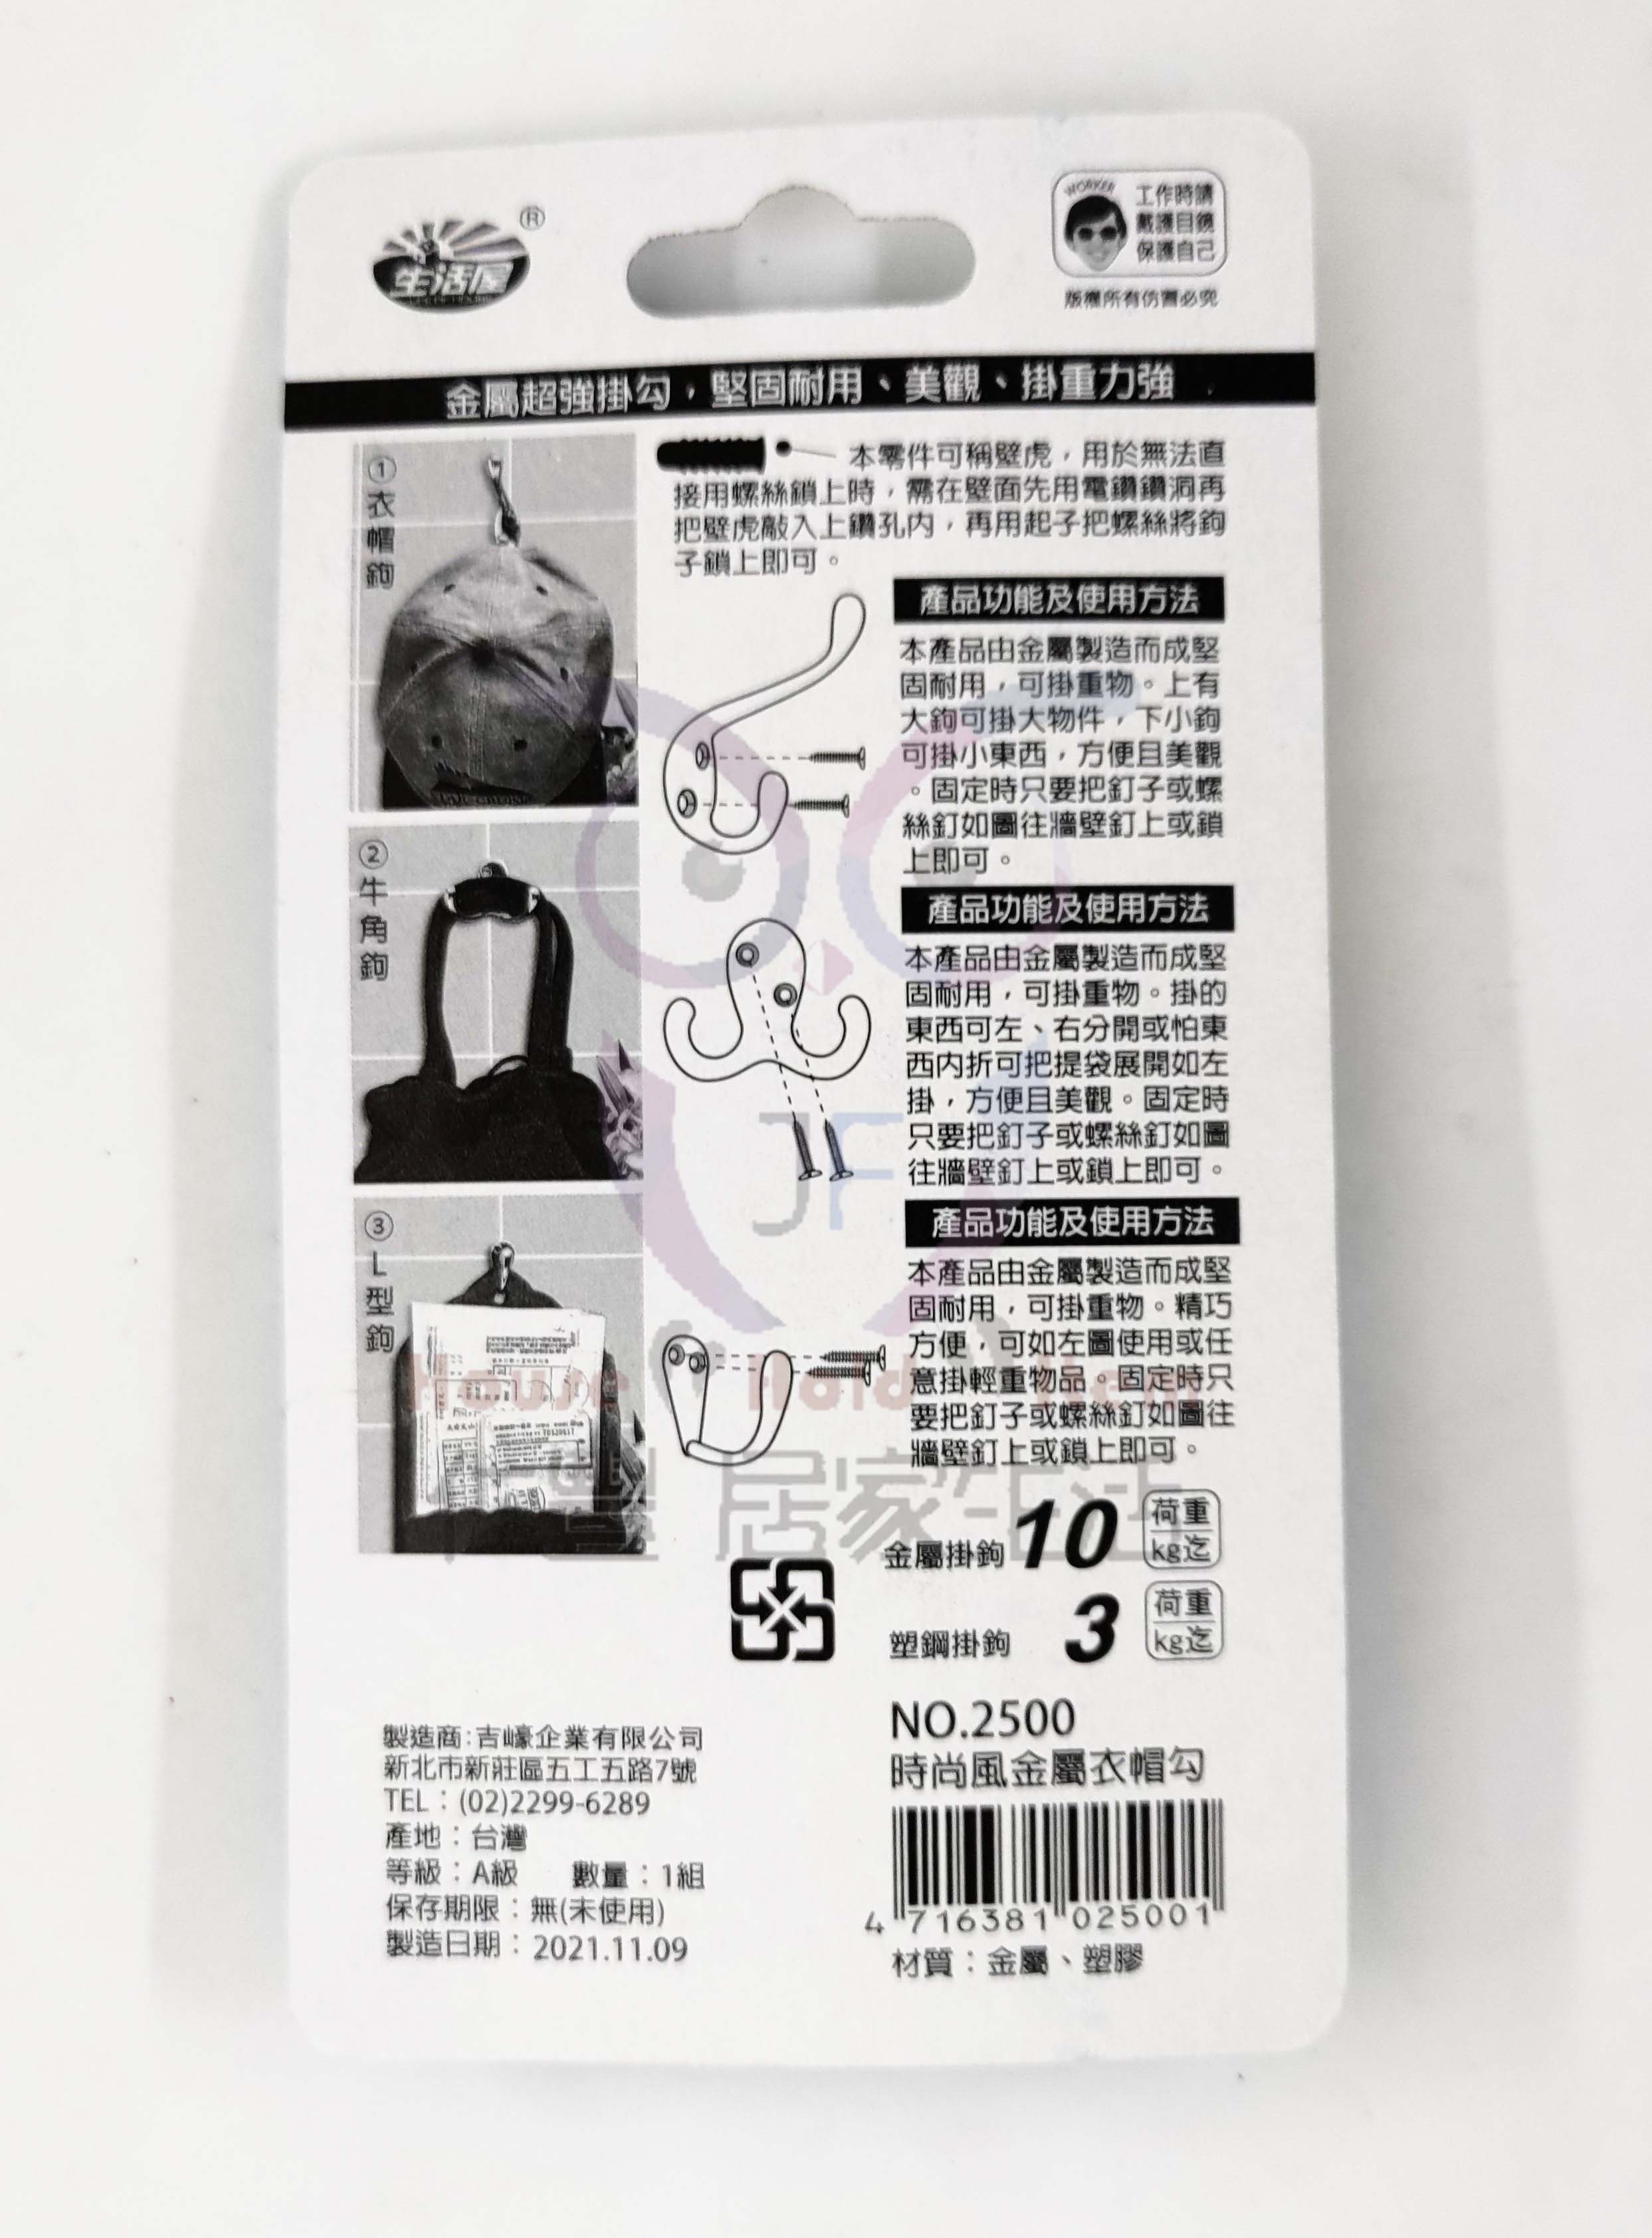 生活屋®
WORKER
工作時請
戴護目鏡
保護自己
版權所有仿冒必究
金屬超強掛勾，堅固耐用、美觀、掛重力強
①衣帽鉤
本零件可稱壁虎，用於無法直
接用螺絲鎖上時，需在壁面先用電鑽鑽洞再
把壁虎敲入上鑽孔內，再用起子把螺絲將鉤
子鎖上即可。
產品功能及使用方法
本產品由金屬製造而成堅
固耐用，可掛重物。上有
大鉤可掛大物件，下小鉤
可掛小東西，方便且美觀
。固定時只要把釘子或螺
絲釘如圖往牆壁釘上或鎖
上即可。
②牛角鉤
產品功能及使用方法
本產品由金屬製造而成堅
固耐用，可掛重物。掛的
東西可左、右分開或怕東
西內折可把提袋展開如左
掛，方便且美觀。固定時
只要把釘子或螺絲釘如圖
往牆壁釘上或鎖上即可。
JF
③L型鉤
產品功能及使用方法
本產品由金屬製造而成堅
固耐用，可掛重物。精巧
方便，可如左圖使用或任
意掛輕重物品。固定時只
要把釘子或螺絲釘如圖往
牆壁釘上或鎖上即可。
豐 居家生活
金屬掛鉤 10 荷重kg迄
塑鋼掛鉤 3 荷重kg迄
製造商：吉嶑企業有限公司
新北市新莊區五工五路7號
TEL：(02)2299-6289
產地：台灣
等級：A級 數量：1組
保存期限：無(未使用)
製造日期：2021.11.09
NO.2500
時尚風金屬衣帽勾
4 716381 025001
材質：金屬、塑膠